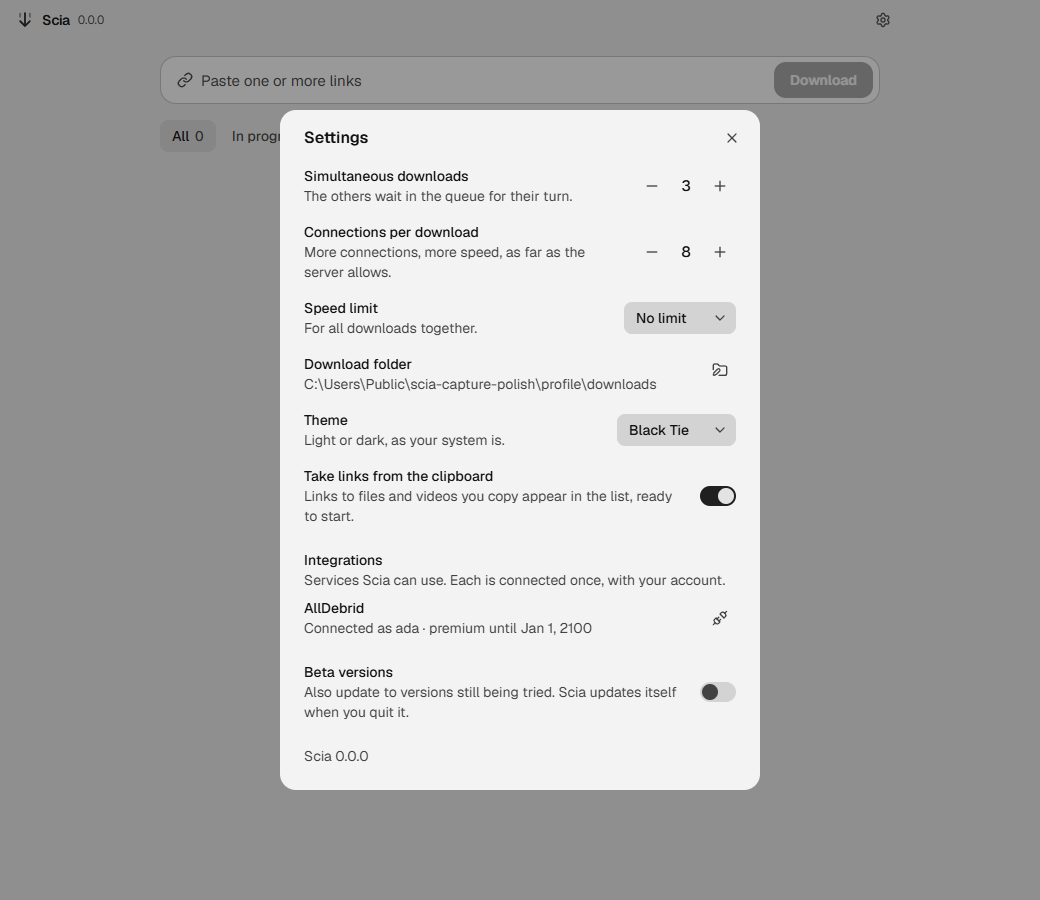 Scia 0.0.0
Paste one or more links
Download
All 0
In progr
Settings
Simultaneous downloads
The others wait in the queue for their turn.
3
Connections per download
More connections, more speed, as far as the
server allows.
8
Speed limit
For all downloads together.
No limit
Download folder
C:\Users\Public\scia-capture-polish\profile\downloads
Theme
Light or dark, as your system is.
Black Tie
Take links from the clipboard
Links to files and videos you copy appear in the list, ready
to start.
Integrations
Services Scia can use. Each is connected once, with your account.
AllDebrid
Connected as ada · premium until Jan 1, 2100
Beta versions
Also update to versions still being tried. Scia updates itself
when you quit it.
Scia 0.0.0